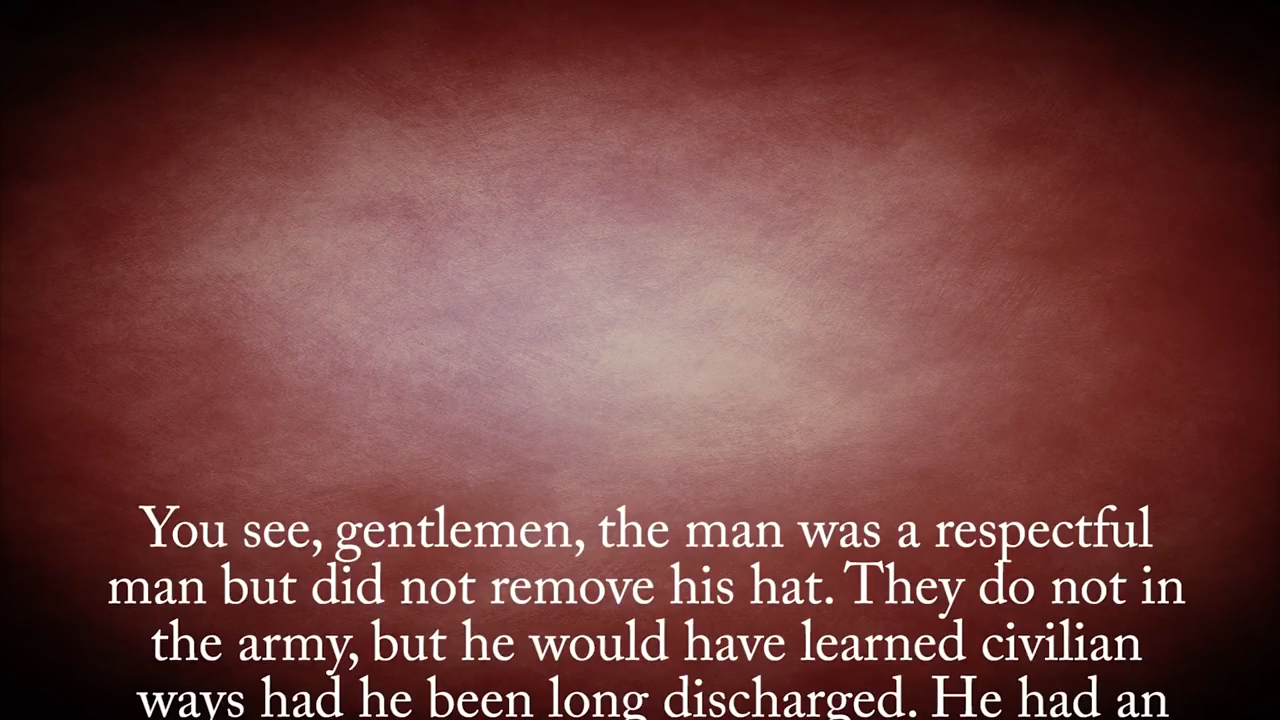 You see, gentlemen, the man was a respectful
man but did not remove his hat. They do not in
the army, but he would have learned civilian
ways had he been long discharged. He had an